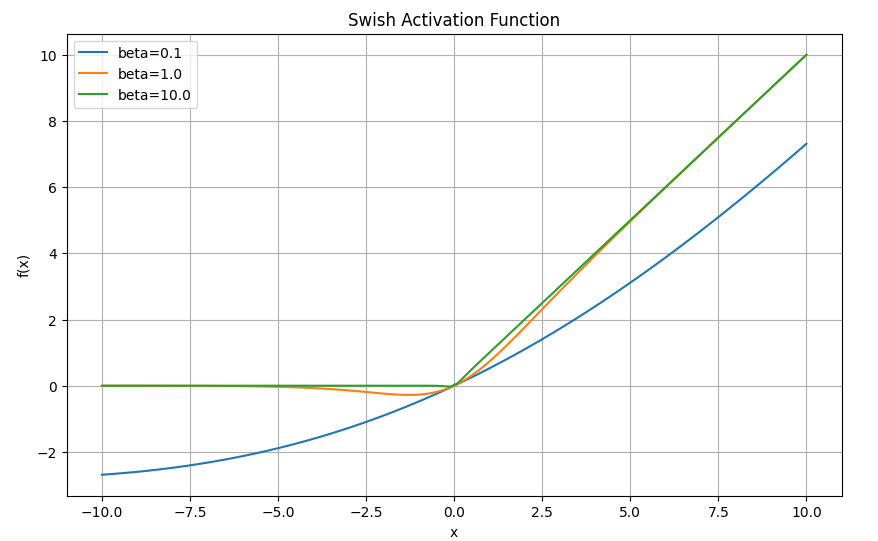 Swish Activation Function
beta=0.1
beta=1.0
beta=10.0
10
8
6
4
2
0
−2
f(x)
−10.0 −7.5 −5.0 −2.5 0.0 2.5 5.0 7.5 10.0
x